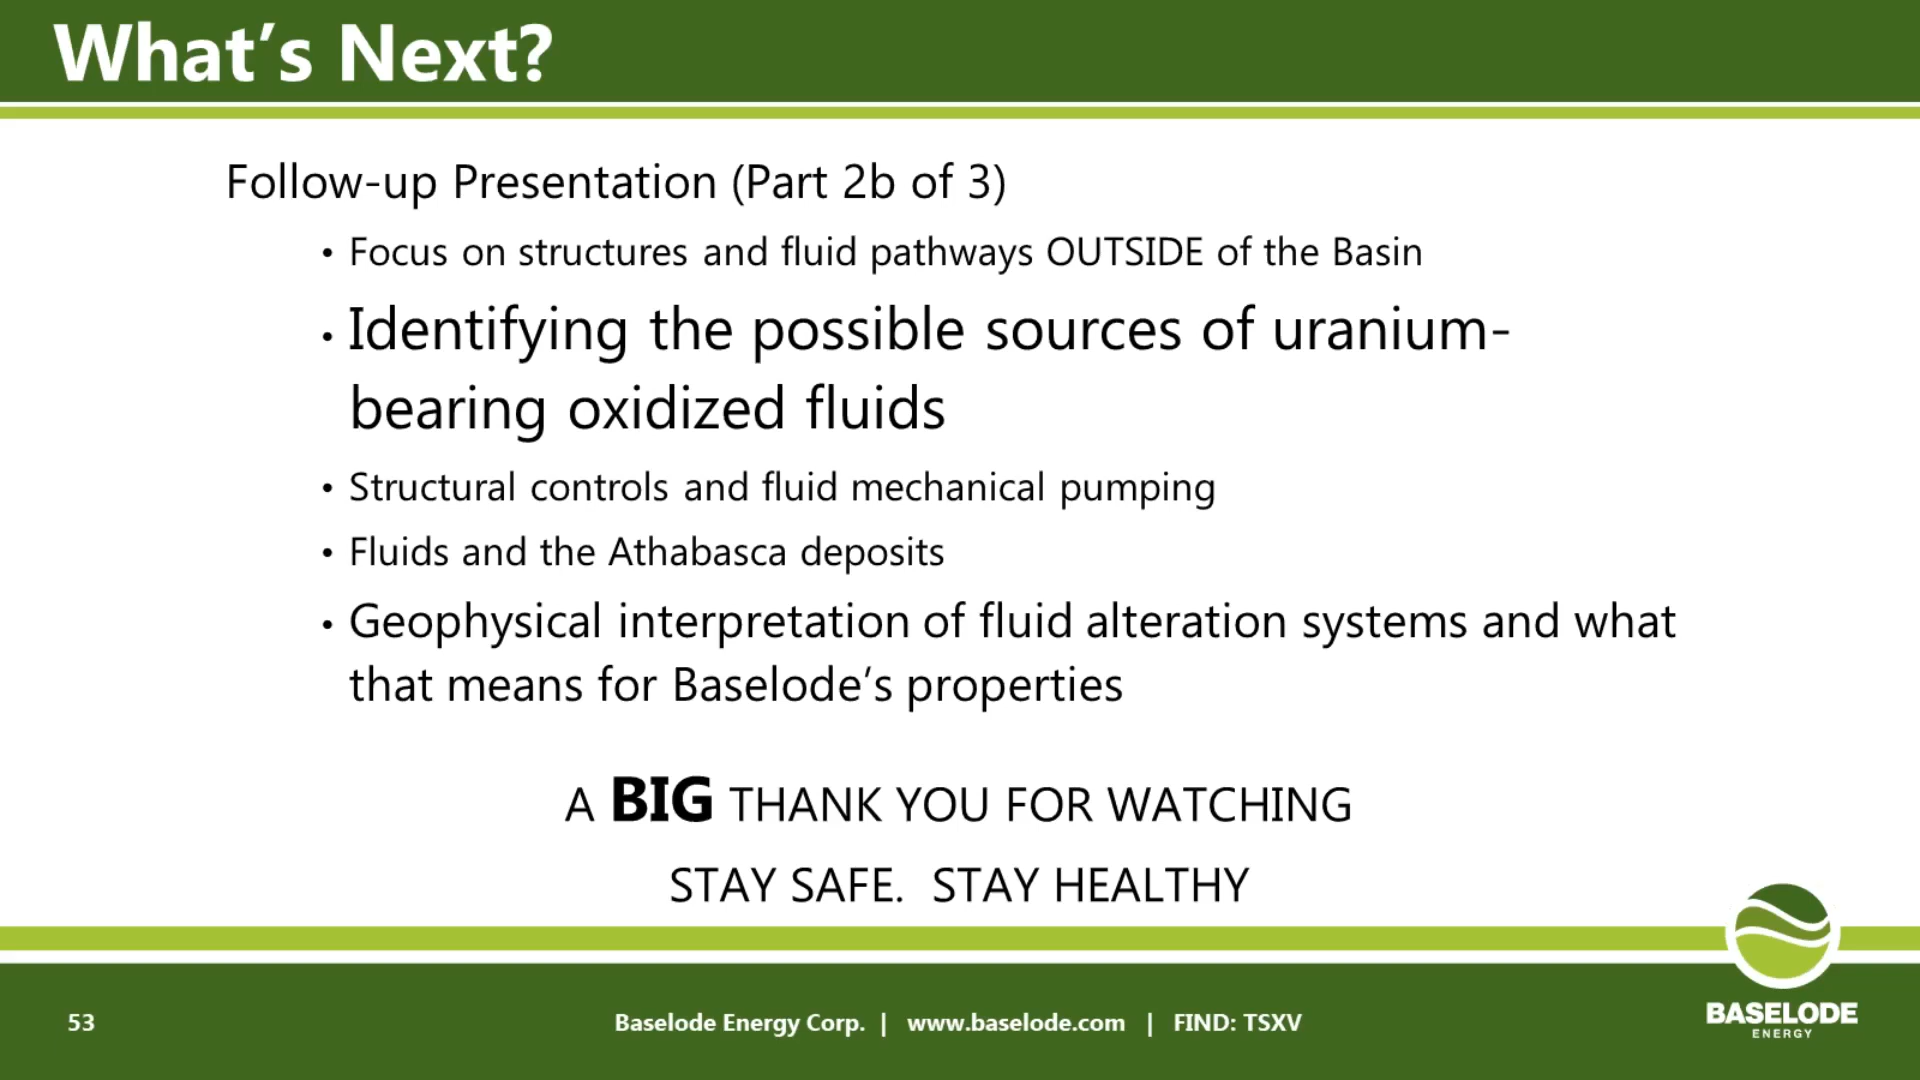 What’s Next?
Follow-up Presentation (Part 2b of 3)
• Focus on structures and fluid pathways OUTSIDE of the Basin
• Identifying the possible sources of uranium-
bearing oxidized fluids
• Structural controls and fluid mechanical pumping
• Fluids and the Athabasca deposits
• Geophysical interpretation of fluid alteration systems and what
that means for Baselode’s properties
A BIG THANK YOU FOR WATCHING
STAY SAFE. STAY HEALTHY
53
Baselode Energy Corp. | www.baselode.com | FIND: TSXV
BASELODE
ENERGY